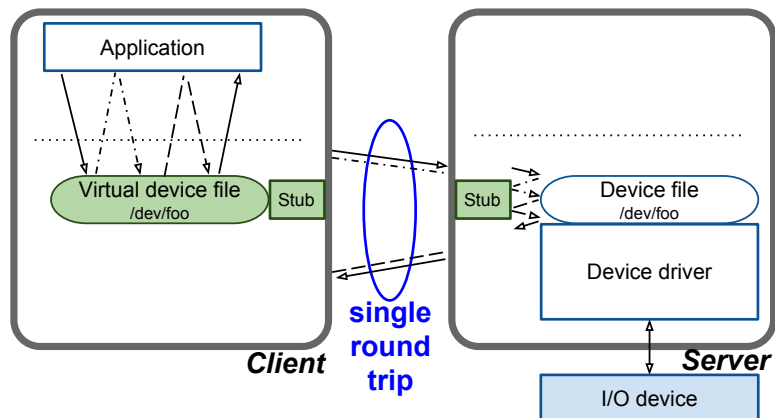 Application
Virtual device file
/dev/foo
Stub
Client
single
round
trip
Stub
Device file
/dev/foo
Device driver
Server
I/O device